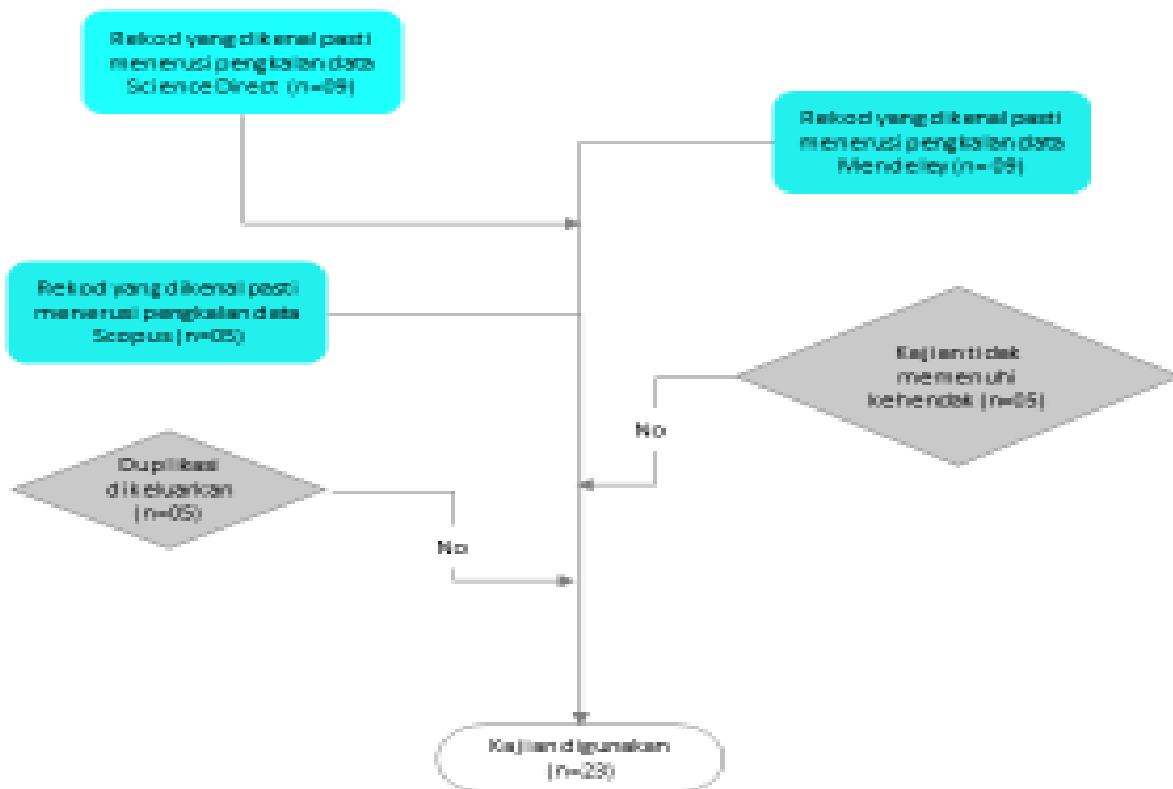 Rekod yang dikenal pasti
menerusi pengkalan data
ScienceDirect (n=09)
Rekod yang dikenal pasti
menerusi pengkalan data
Mendeley (n=09)
Rekod yang dikenal pasti
menerusi pengkalan data
Scopus (n=05)
Kajian tidak
memenuhi
kehendak (n=05)
No
Duplikasi
dikeluarkan
(n=05)
No
Kajian digunakan
(n=23)